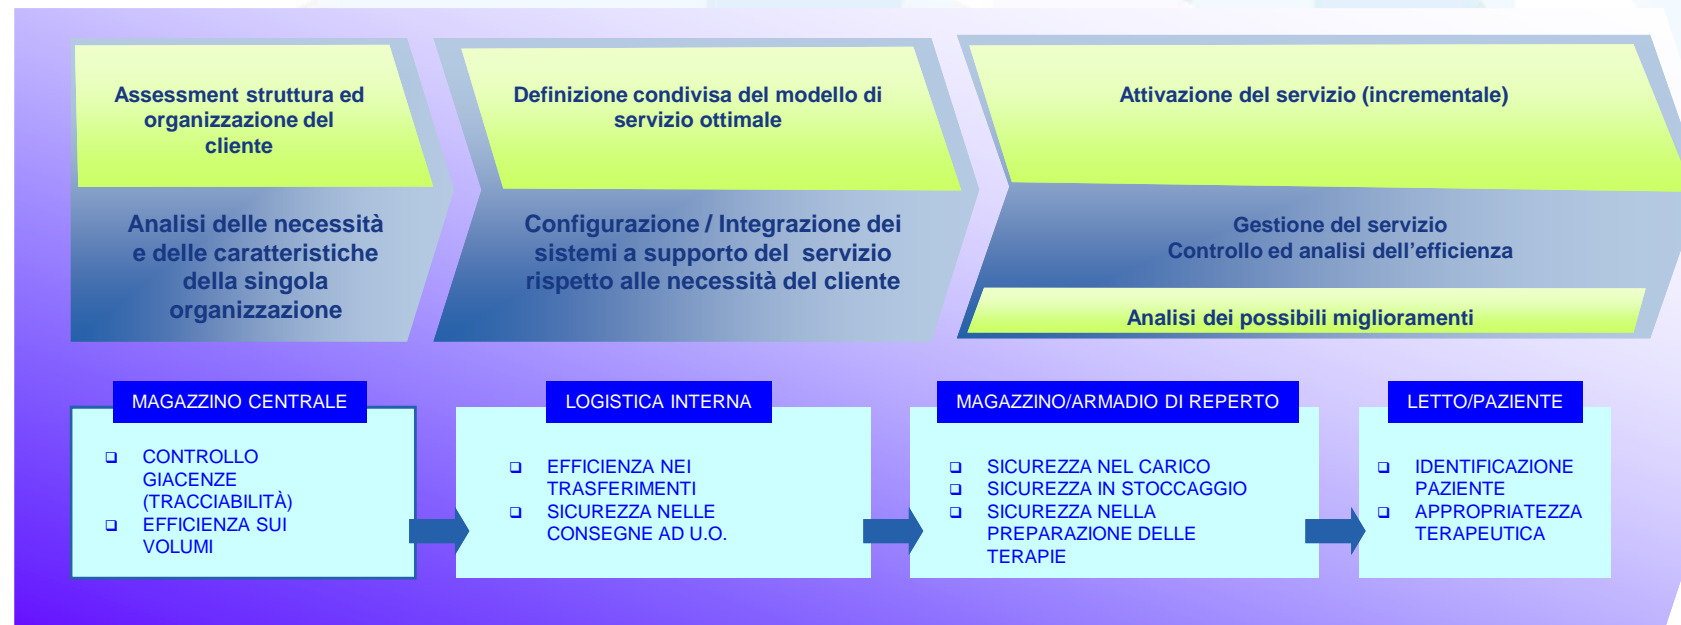 Assessment struttura ed
organizzazione del
cliente
Analisi delle necessità
e delle caratteristiche
della singola
organizzazione
Definizione condivisa del modello di
servizio ottimale
Configurazione / Integrazione dei
sistemi a supporto del servizio
rispetto alle necessità del cliente
Attivazione del servizio (incrementale)
Gestione del servizio
Controllo ed analisi dell'efficienza
Analisi dei possibili miglioramenti
MAGAZZINO CENTRALE
❑ CONTROLLO
GIACENZE
(TRACCIABILITÀ)
❑ EFFICIENZA SUI
VOLUMI
LOGISTICA INTERNA
❑ EFFICIENZA NEI
TRASFERIMENTI
❑ SICUREZZA NELLE
CONSEGNE AD U.O.
MAGAZZINO/ARMADIO DI REPERTO
❑ SICUREZZA NEL CARICO
❑ SICUREZZA IN STOCCAGGIO
❑ SICUREZZA NELLA
PREPARAZIONE DELLE
TERAPIE
LETTO/PAZIENTE
❑ IDENTIFICAZIONE
PAZIENTE
❑ APPROPRIATEZZA
TERAPEUTICA